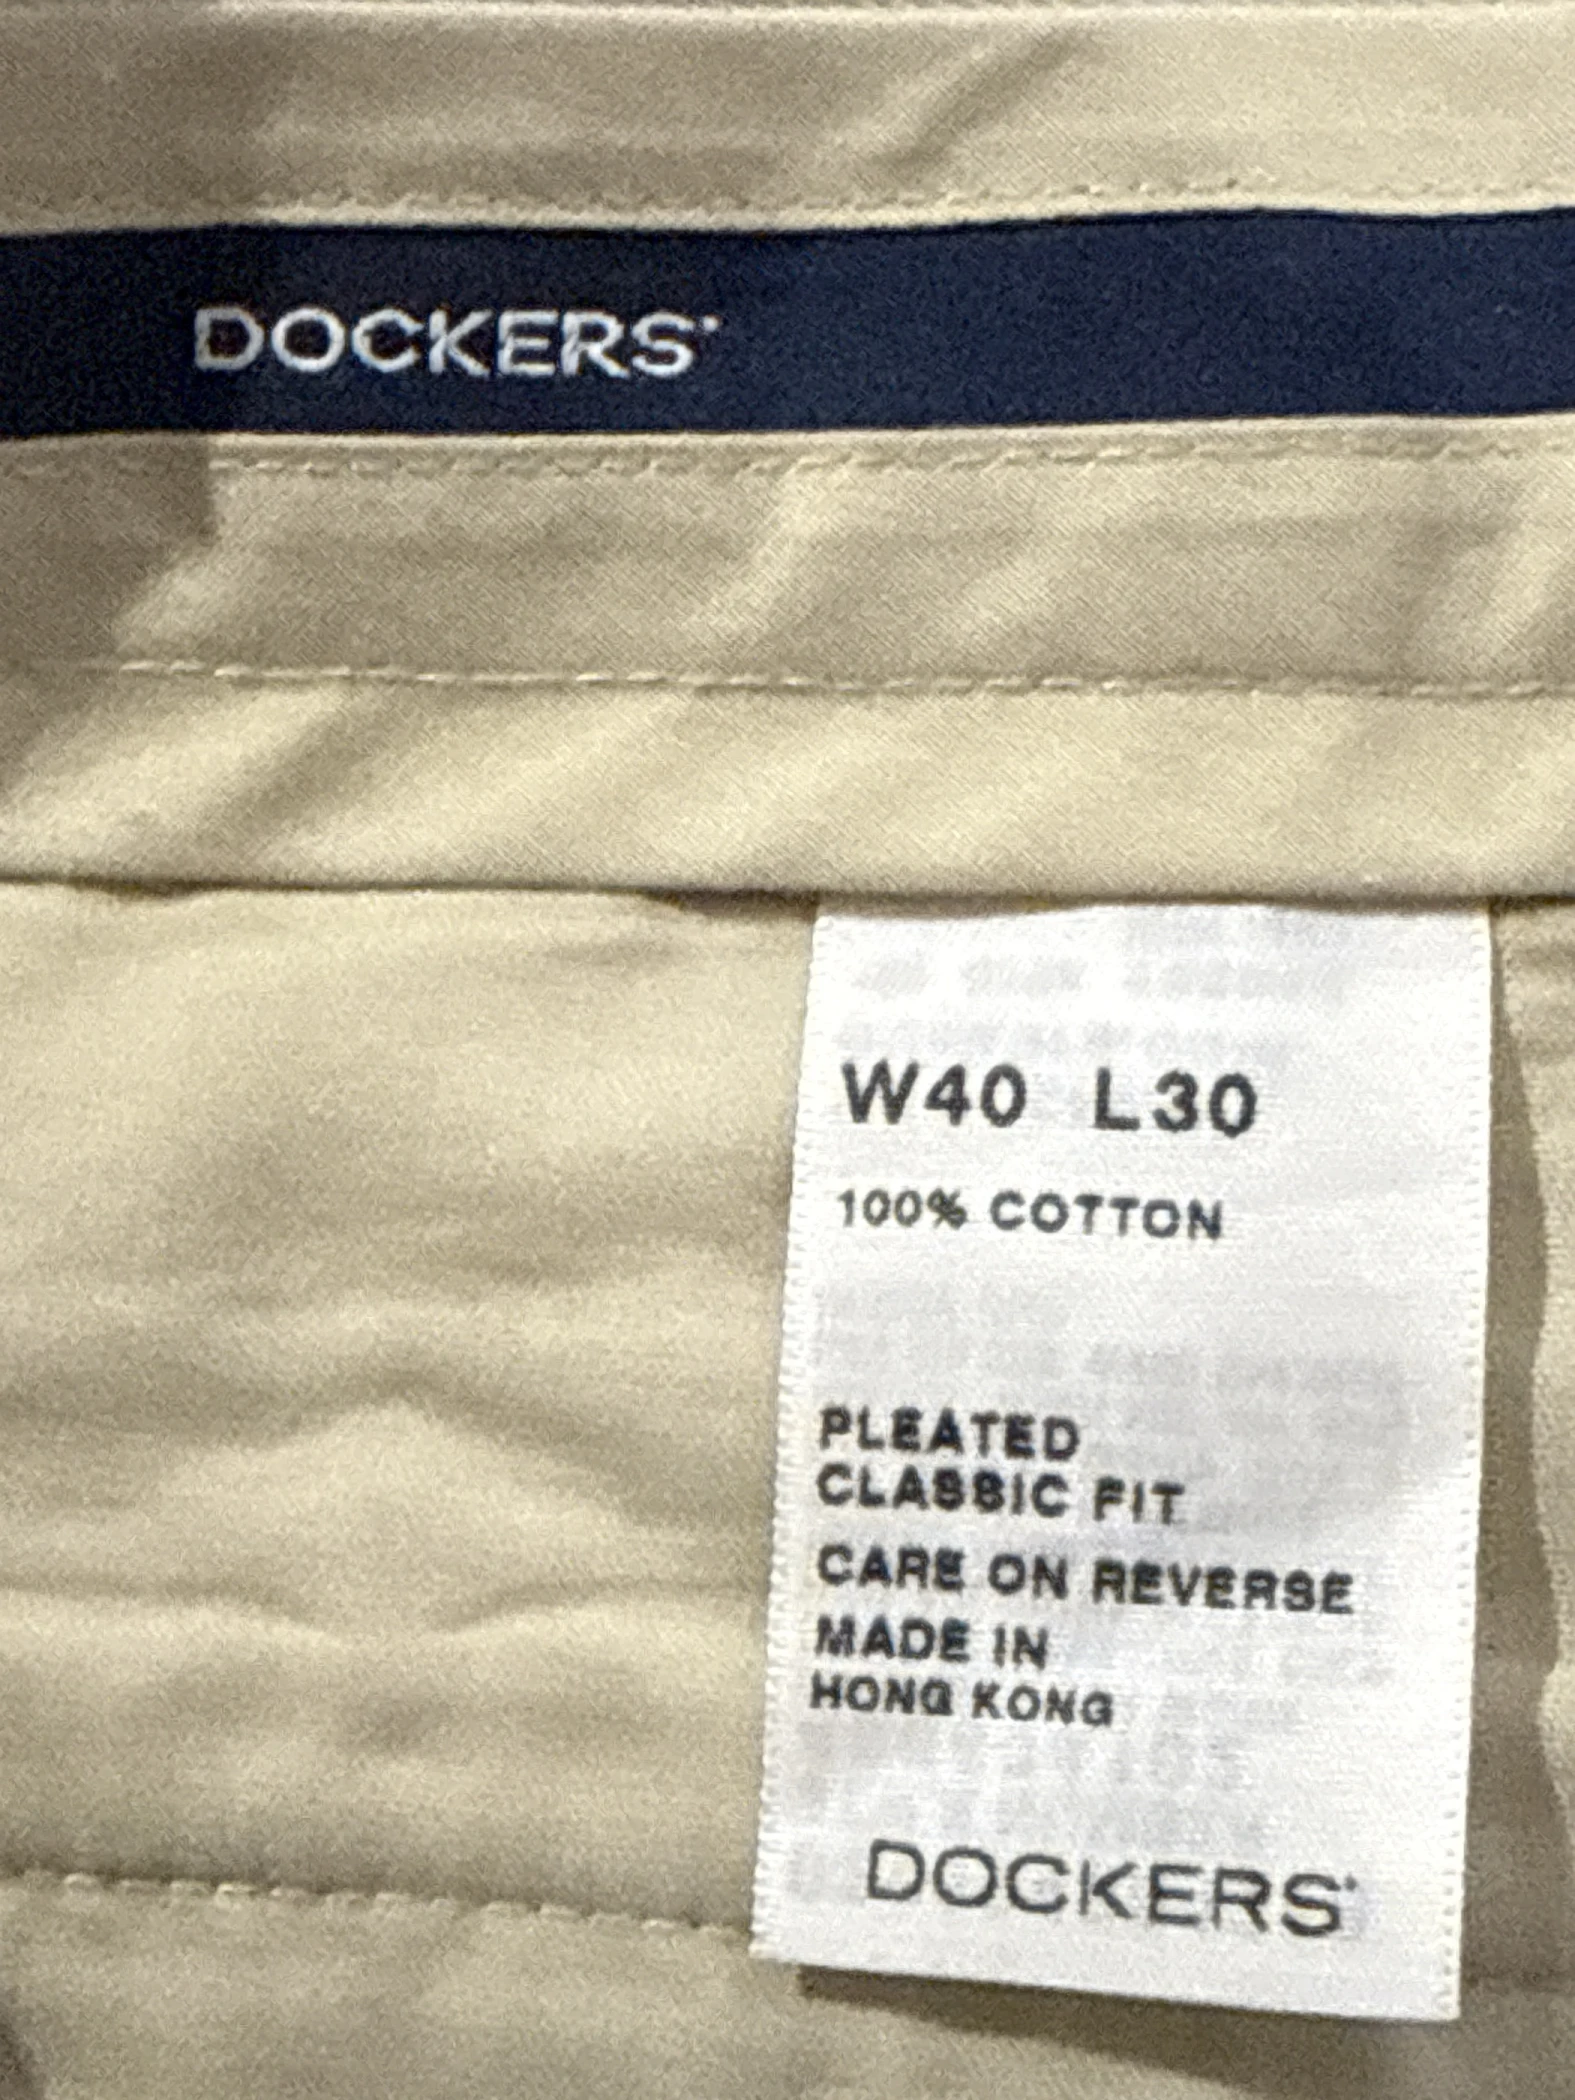 DOCKERS
W40 L30
100% COTTON
PLEATED
CLASSIC FIT
CARE ON REVERSE
MADE IN
HONG KONG
DOCKERS